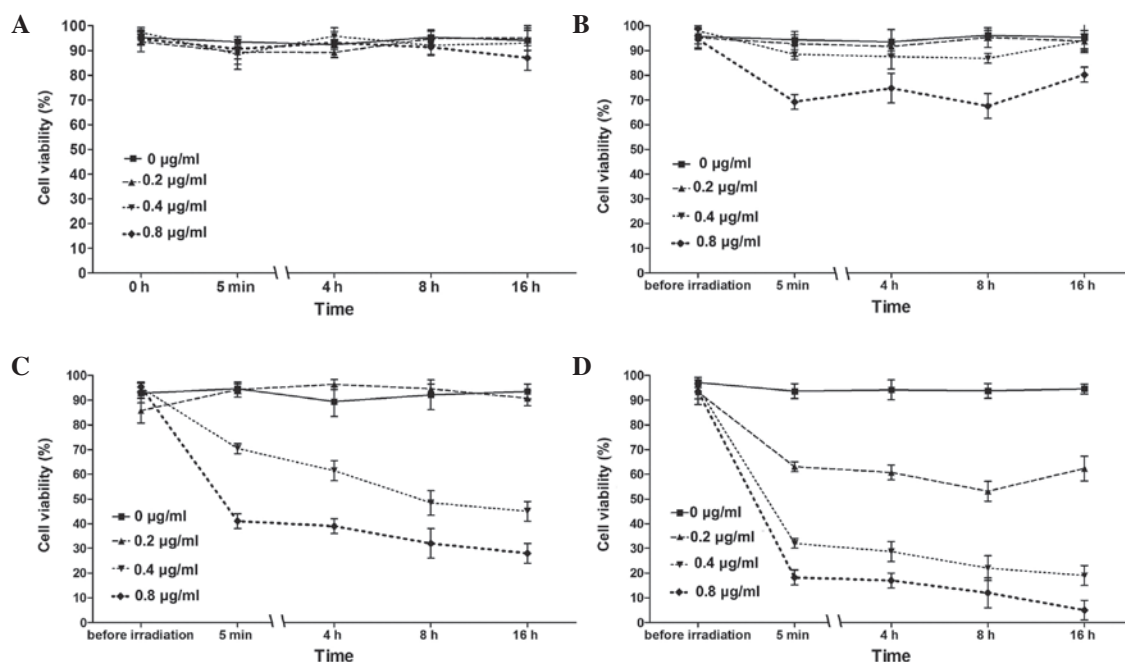 A
Cell viability (%)
100
90
80
70
60
50
40
30
20
10
0
0 µg/ml
0.2 µg/ml
0.4 µg/ml
0.8 µg/ml
0 h
5 min
4 h
8 h
16 h
Time
B
Cell viability (%)
100
90
80
70
60
50
40
30
20
10
0
0 µg/ml
0.2 µg/ml
0.4 µg/ml
0.8 µg/ml
before irradiation
5 min
4 h
8 h
16 h
Time
C
Cell viability (%)
100
90
80
70
60
50
40
30
20
10
0
0 µg/ml
0.2 µg/ml
0.4 µg/ml
0.8 µg/ml
before irradiation
5 min
4 h
8 h
16 h
Time
D
Cell viability (%)
100
90
80
70
60
50
40
30
20
10
0
0 µg/ml
0.2 µg/ml
0.4 µg/ml
0.8 µg/ml
before irradiation
5 min
4 h
8 h
16 h
Time